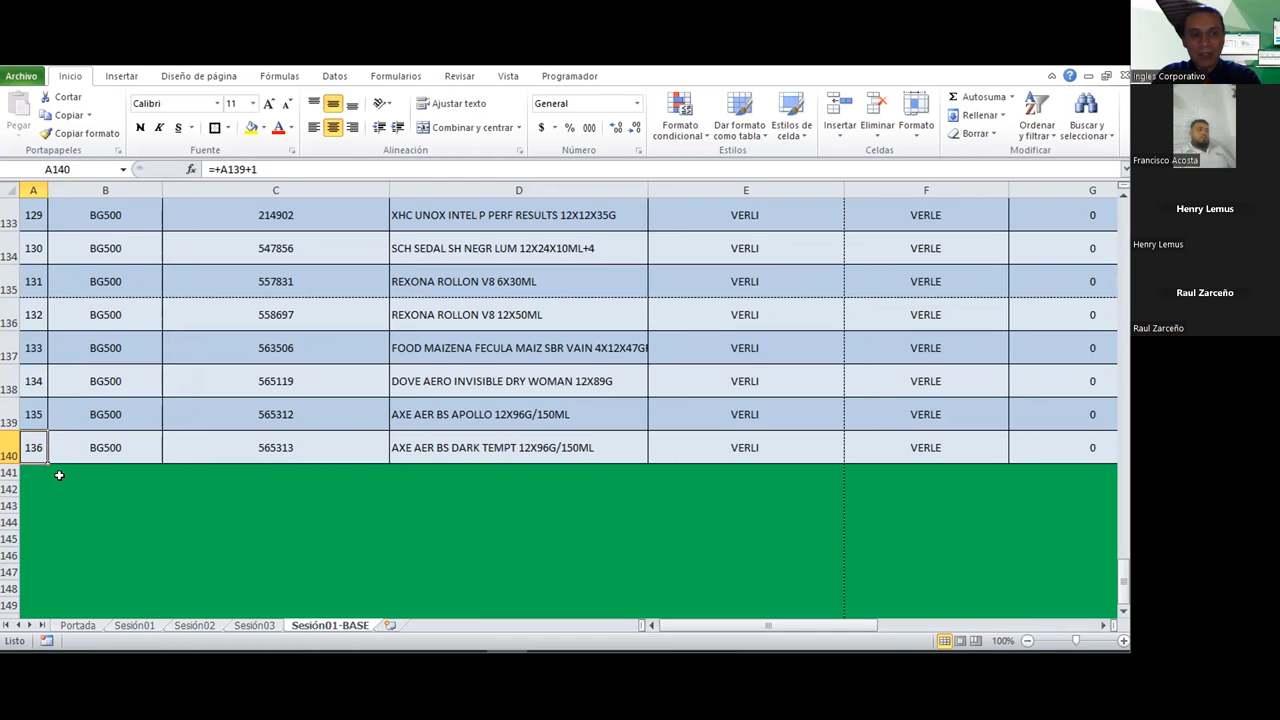 Archivo Inicio Insertar Diseño de página Fórmulas Datos Formularios Revisar Vista Programador
Pegar
Cortar
Copiar
Copiar formato
Portapapeles
Calibri 11
N K S
Fuente
Ajustar texto
Combinar y centrar
Alineación
General
$ % 000
Número
Formato condicional
Dar formato como tabla
Estilos de celda
Estilos
Insertar Eliminar Formato
Celdas
Autosuma
Rellenar
Borrar
Ordenar y filtrar
Buscar y seleccionar
Modificar
A140 fx =+A139+1
A B C D E F G
133 129 BG500 214902 XHC UNOX INTEL P PERF RESULTS 12X12X35G VERLI VERLE 0
134 130 BG500 547856 SCH SEDAL SH NEGR LUM 12X24X10ML+4 VERLI VERLE 0
135 131 BG500 557831 REXONA ROLLON V8 6X30ML VERLI VERLE 0
136 132 BG500 558697 REXONA ROLLON V8 12X50ML VERLI VERLE 0
137 133 BG500 563506 FOOD MAIZENA FECULA MAIZ SBR VAIN 4X12X47GR VERLI VERLE 0
138 134 BG500 565119 DOVE AERO INVISIBLE DRY WOMAN 12X89G VERLI VERLE 0
139 135 BG500 565312 AXE AER BS APOLLO 12X96G/150ML VERLI VERLE 0
140 136 BG500 565313 AXE AER BS DARK TEMPT 12X96G/150ML VERLI VERLE 0
141
142
143
144
145
146
147
148
149
Portada Sesión01 Sesión02 Sesión03 Sesión01-BASE
Listo 100%
Ingles Corporativo
Francisco Acosta
Henry Lemus
Henry Lemus
Raul Zarceño
Raul Zarceño